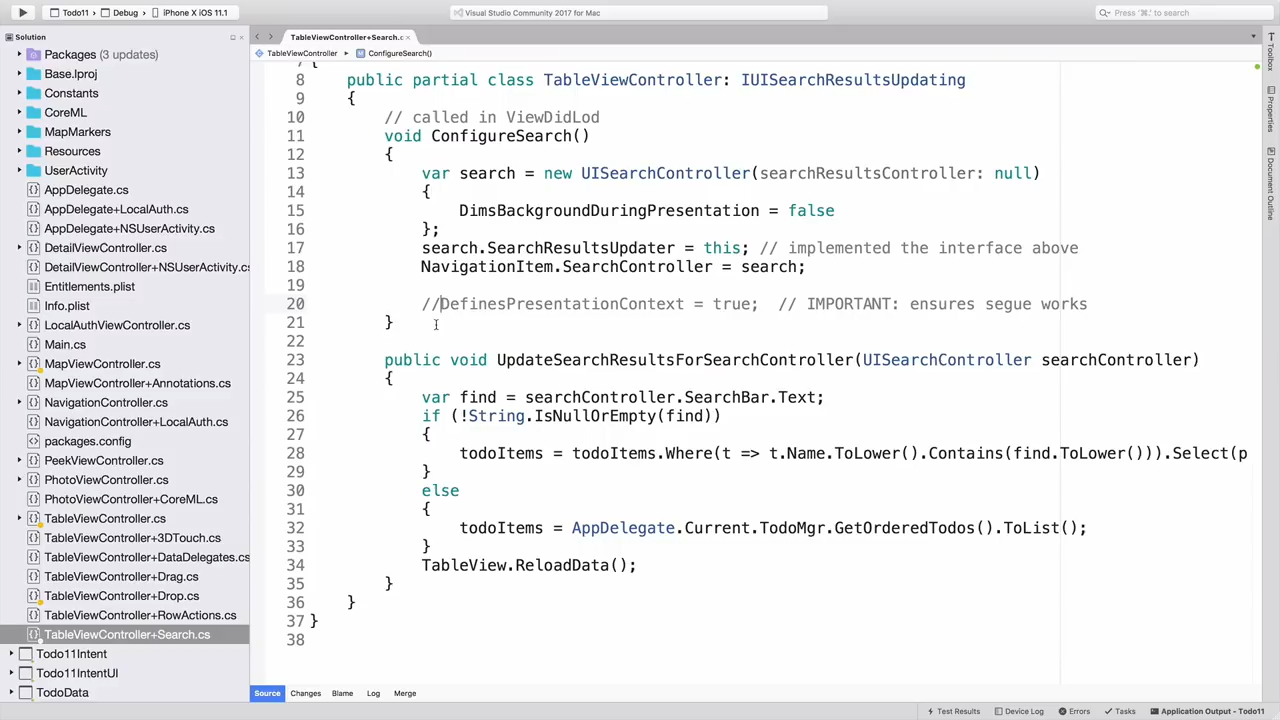 Todo11
Debug
iPhone X iOS 11.1
Visual Studio Community 2017 for Mac
Press '⌘.' to search
Solution
TableViewController+Search.c
TableViewController
ConfigureSearch()
Packages (3 updates)
Base.lproj
Constants
CoreML
MapMarkers
Resources
UserActivity
AppDelegate.cs
AppDelegate+LocalAuth.cs
AppDelegate+NSUserActivity.cs
DetailViewController.cs
DetailViewController+NSUserActivity.cs
Entitlements.plist
Info.plist
LocalAuthViewController.cs
Main.cs
MapViewController.cs
MapViewController+Annotations.cs
NavigationController.cs
NavigationController+LocalAuth.cs
packages.config
PeekViewController.cs
PhotoViewController.cs
PhotoViewController+CoreML.cs
TableViewController.cs
TableViewController+3DTouch.cs
TableViewController+DataDelegates.cs
TableViewController+Drag.cs
TableViewController+Drop.cs
TableViewController+RowActions.cs
TableViewController+Search.cs
Todo11Intent
Todo11IntentUI
TodoData
7 {
8 public partial class TableViewController: IUISearchResultsUpdating
9 {
10 // called in ViewDidLod
11 void ConfigureSearch()
12 {
13 var search = new UISearchController(searchResultsController: null)
14 {
15 DimsBackgroundDuringPresentation = false
16 };
17 search.SearchResultsUpdater = this; // implemented the interface above
18 NavigationItem.SearchController = search;
19
20 //DefinesPresentationContext = true;  // IMPORTANT: ensures segue works
21 }
22
23 public void UpdateSearchResultsForSearchController(UISearchController searchController)
24 {
25 var find = searchController.SearchBar.Text;
26 if (!String.IsNullOrEmpty(find))
27 {
28 todoItems = todoItems.Where(t => t.Name.ToLower().Contains(find.ToLower())).Select(p
29 }
30 else
31 {
32 todoItems = AppDelegate.Current.TodoMgr.GetOrderedTodos().ToList();
33 }
34 TableView.ReloadData();
35 }
36 }
37 }
38
Toolbox
Properties
Document Outline
Source
Changes
Blame
Log
Merge
Test Results
Device Log
Errors
Tasks
Application Output - Todo11